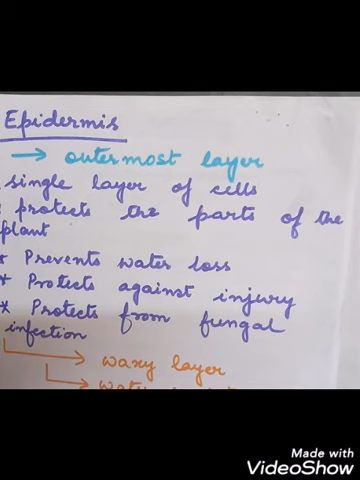 Epidermis
→ outermost layer
single layer of cells
protects the parts of the
plant
* Prevents water loss
* Protects against injury
* Protects from fungal
infection
waxy layer
Made with
VideoShow